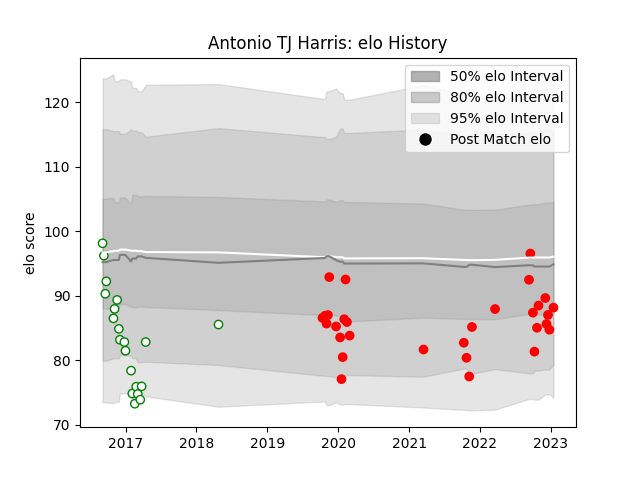 Antonio TJ Harris: elo History
50% elo Interval
80% elo Interval
95% elo Interval
Post Match elo
elo score
120
110
100
90
80
70
2017 2018 2019 2020 2021 2022 2023